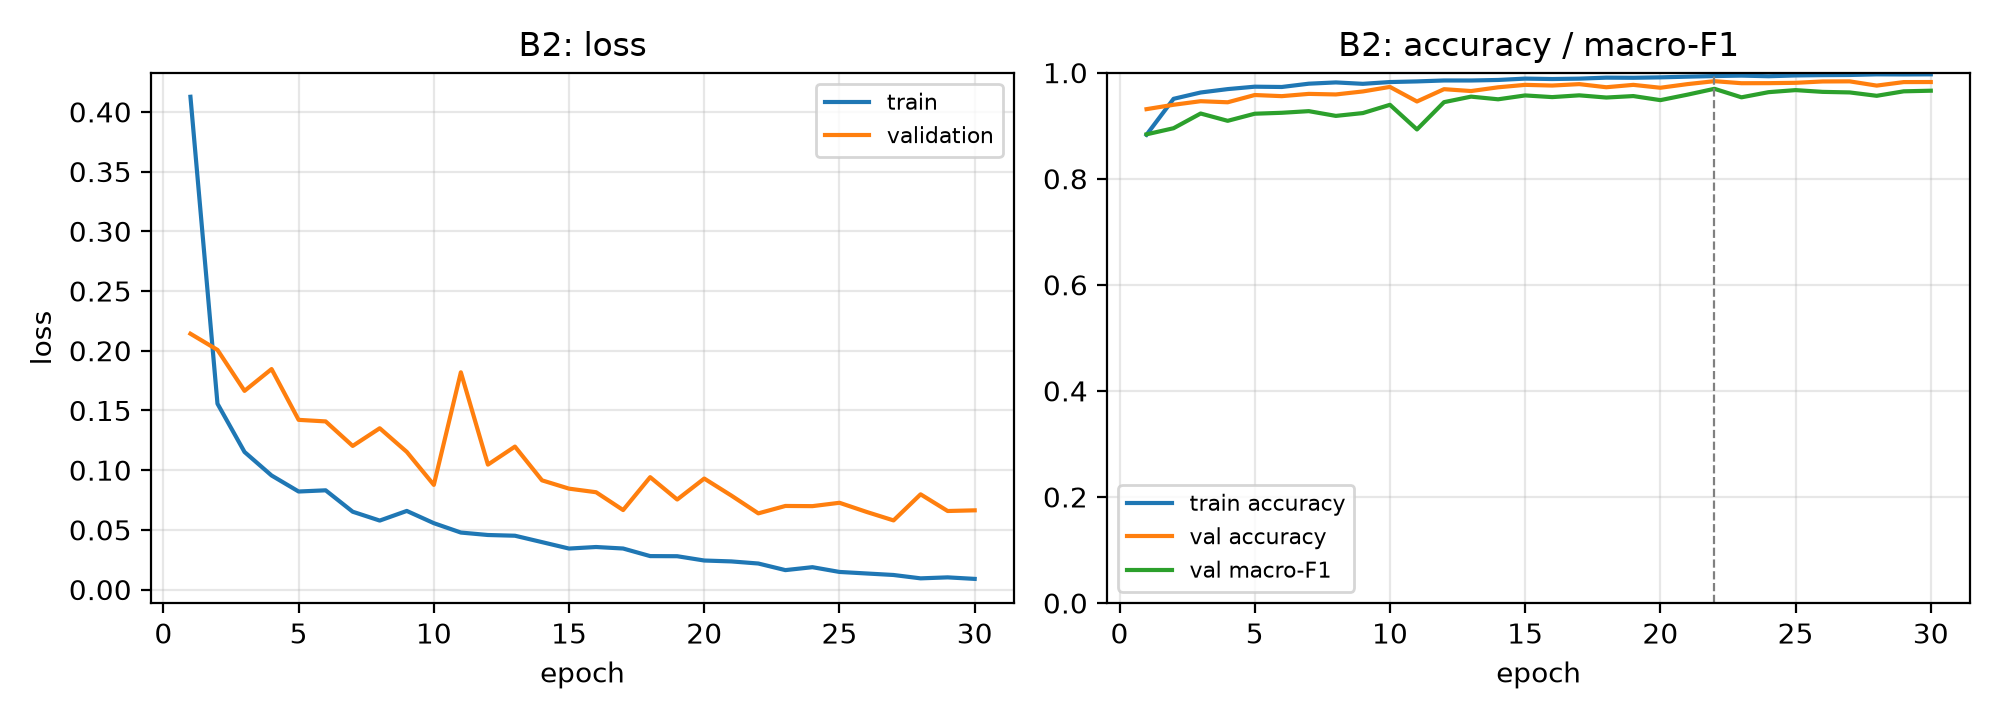 B2: loss
train
validation
0.40
0.35
0.30
0.25
0.20
0.15
0.10
0.05
0.00
loss
0 5 10 15 20 25 30
epoch
B2: accuracy / macro-F1
1.0
0.8
0.6
0.4
0.2
0.0
train accuracy
val accuracy
val macro-F1
0 5 10 15 20 25 30
epoch